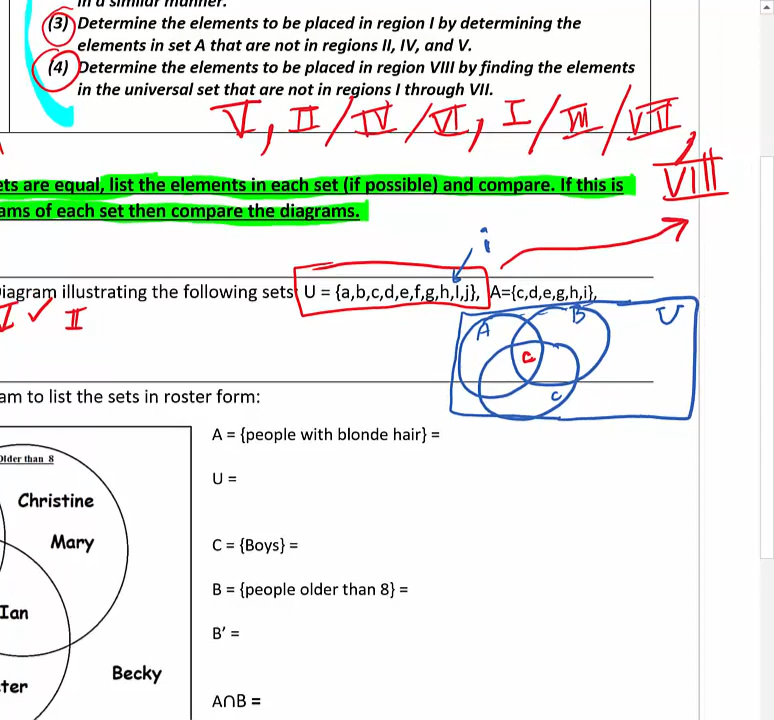 in a similar manner.
(3) Determine the elements to be placed in region I by determining the
elements in set A that are not in regions II, IV, and V.
(4) Determine the elements to be placed in region VIII by finding the elements
in the universal set that are not in regions I through VII.
V, II / IV / VI, I / III / VII,
VIII
ets are equal, list the elements in each set (if possible) and compare. If this is
ams of each set then compare the diagrams.
i
iagram illustrating the following sets U = {a,b,c,d,e,f,g,h,I,j}, A={c,d,e,g,h,i},
I ✓ II
A B U
c
C
am to list the sets in roster form:
A = {people with blonde hair} =
Older than 8
U =
Christine
Mary
C = {Boys} =
B = {people older than 8} =
Ian
B' =
Becky
ter
A∩B =